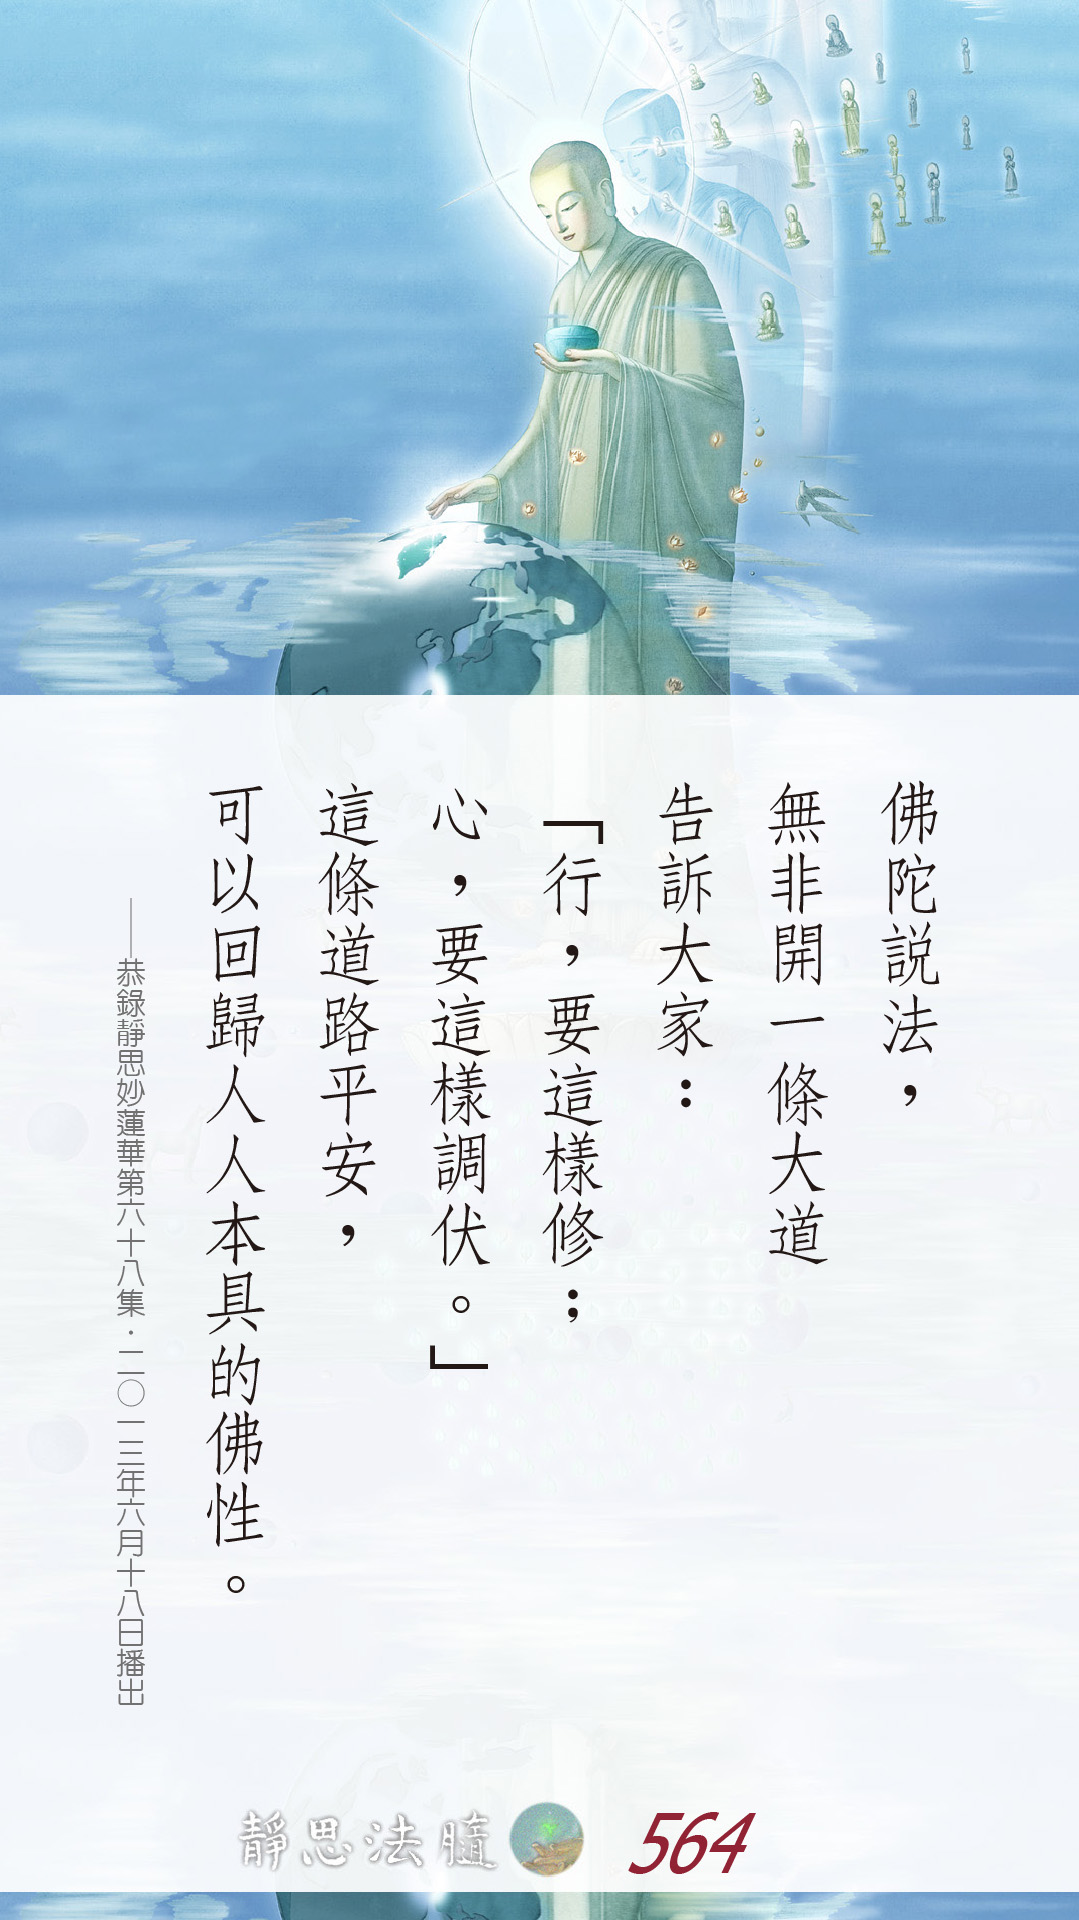 佛陀説法，
無非開一條大道
告訴大家：
「行，要這樣修；
心，要這樣調伏。」
這條道路平安，
可以回歸人人本具的佛性。
──恭錄靜思妙蓮華第六十八集．二〇一三年六月十八日播出
靜思法髓
564